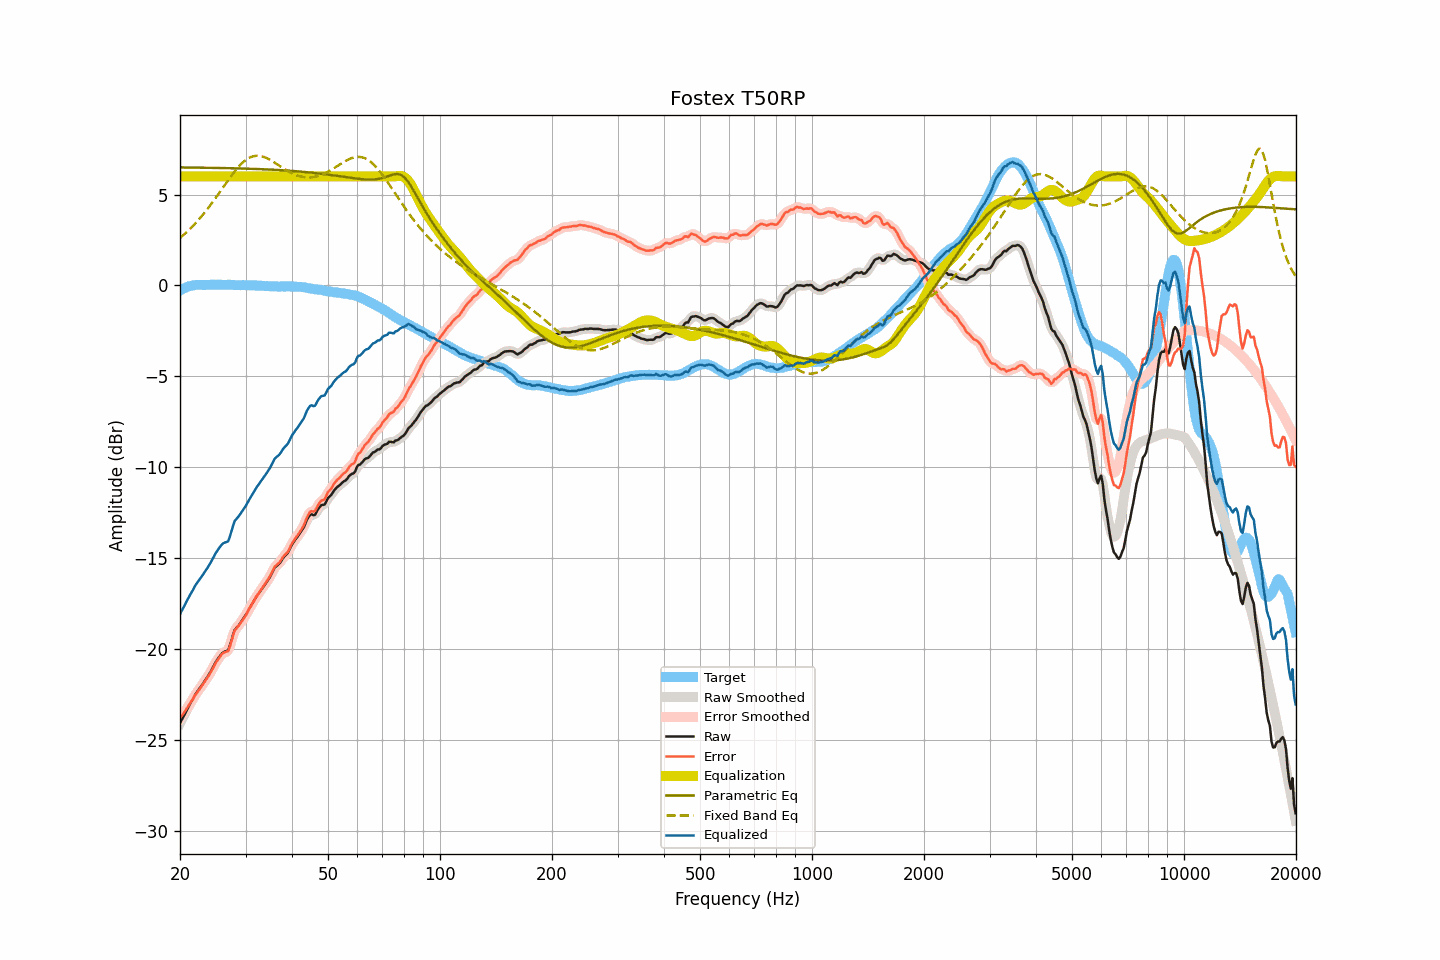 Fostex T50RP
Amplitude (dBr)
5
0
−5
−10
−15
−20
−25
−30
Target
Raw Smoothed
Error Smoothed
Raw
Error
Equalization
Parametric Eq
Fixed Band Eq
Equalized
20 50 100 200 500 1000 2000 5000 10000 20000
Frequency (Hz)